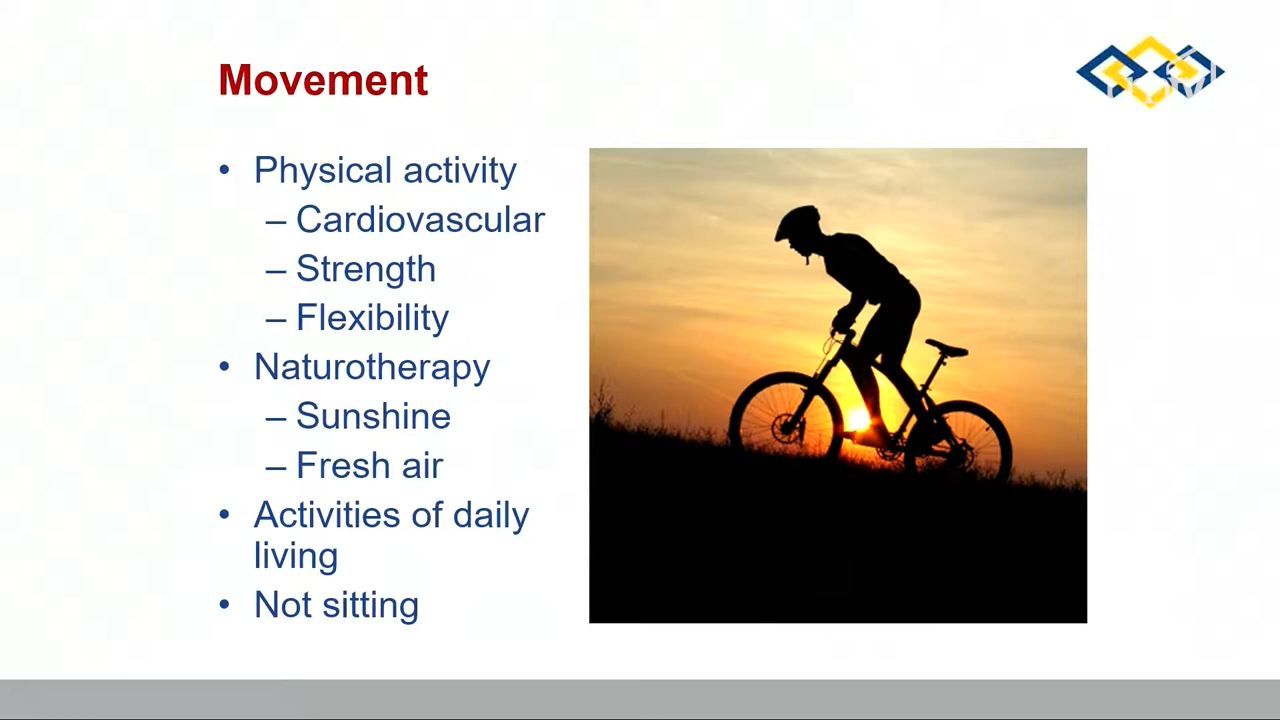 Movement
• Physical activity
– Cardiovascular
– Strength
– Flexibility
• Naturotherapy
– Sunshine
– Fresh air
• Activities of daily
living
• Not sitting